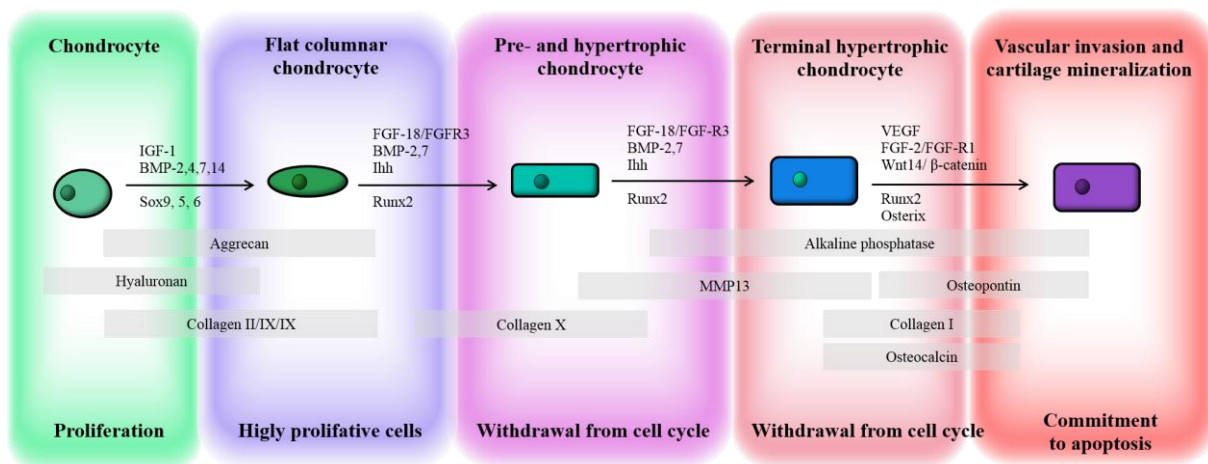 Chondrocyte
Flat columnar
chondrocyte
Pre- and hypertrophic
chondrocyte
Terminal hypertrophic
chondrocyte
Vascular invasion and
cartilage mineralization
IGF-1
BMP-2,4,7,14
Sox9, 5, 6
FGF-18/FGFR3
BMP-2,7
Ihh
Runx2
FGF-18/FGF-R3
BMP-2,7
Ihh
Runx2
VEGF
FGF-2/FGF-R1
Wnt14/ β-catenin
Runx2
Osterix
Aggrecan
Alkaline phosphatase
Hyaluronan
MMP13
Osteopontin
Collagen II/IX/IX
Collagen X
Collagen I
Osteocalcin
Proliferation
Higly prolifative cells
Withdrawal from cell cycle
Withdrawal from cell cycle
Commitment
to apoptosis